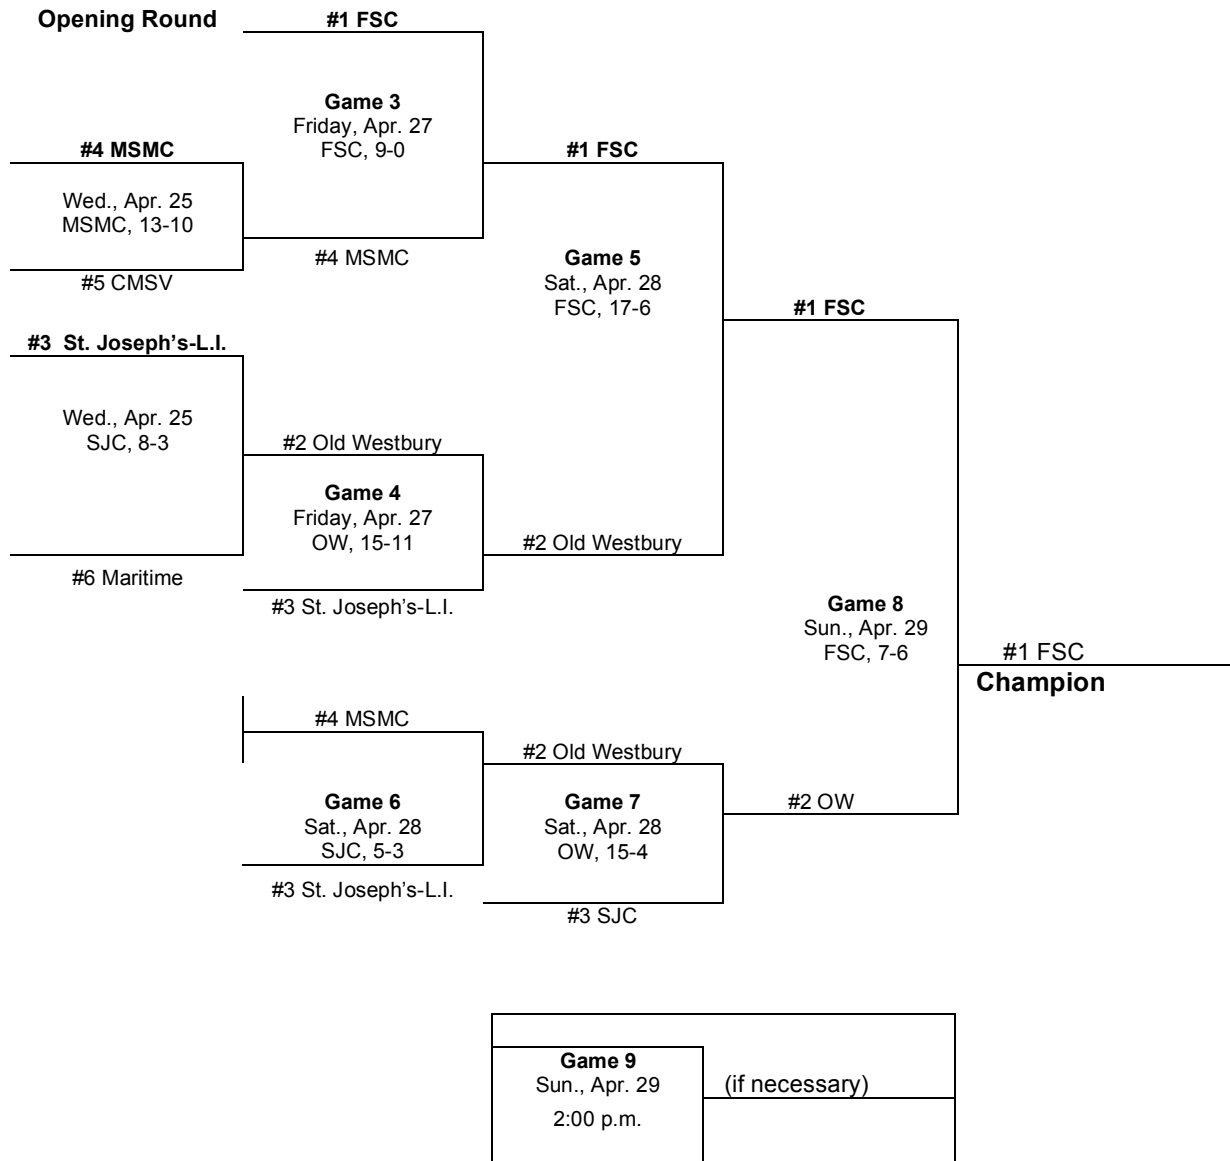 Opening Round
#1 FSC
Game 3
Friday, Apr. 27
FSC, 9-0
#4 MSMC
Wed., Apr. 25
MSMC, 13-10
#5 CMSV
#4 MSMC
#1 FSC
Game 5
Sat., Apr. 28
FSC, 17-6
#1 FSC
#3  St. Joseph's-L.I.
Wed., Apr. 25
SJC, 8-3
#6 Maritime
#2 Old Westbury
Game 4
Friday, Apr. 27
OW, 15-11
#3 St. Joseph's-L.I.
#2 Old Westbury
Game 8
Sun., Apr. 29
FSC, 7-6
#1 FSC
Champion
#4 MSMC
Game 6
Sat., Apr. 28
SJC, 5-3
#3 St. Joseph's-L.I.
#2 Old Westbury
Game 7
Sat., Apr. 28
OW, 15-4
#3 SJC
#2 OW
Game 9
Sun., Apr. 29
2:00 p.m.
(if necessary)